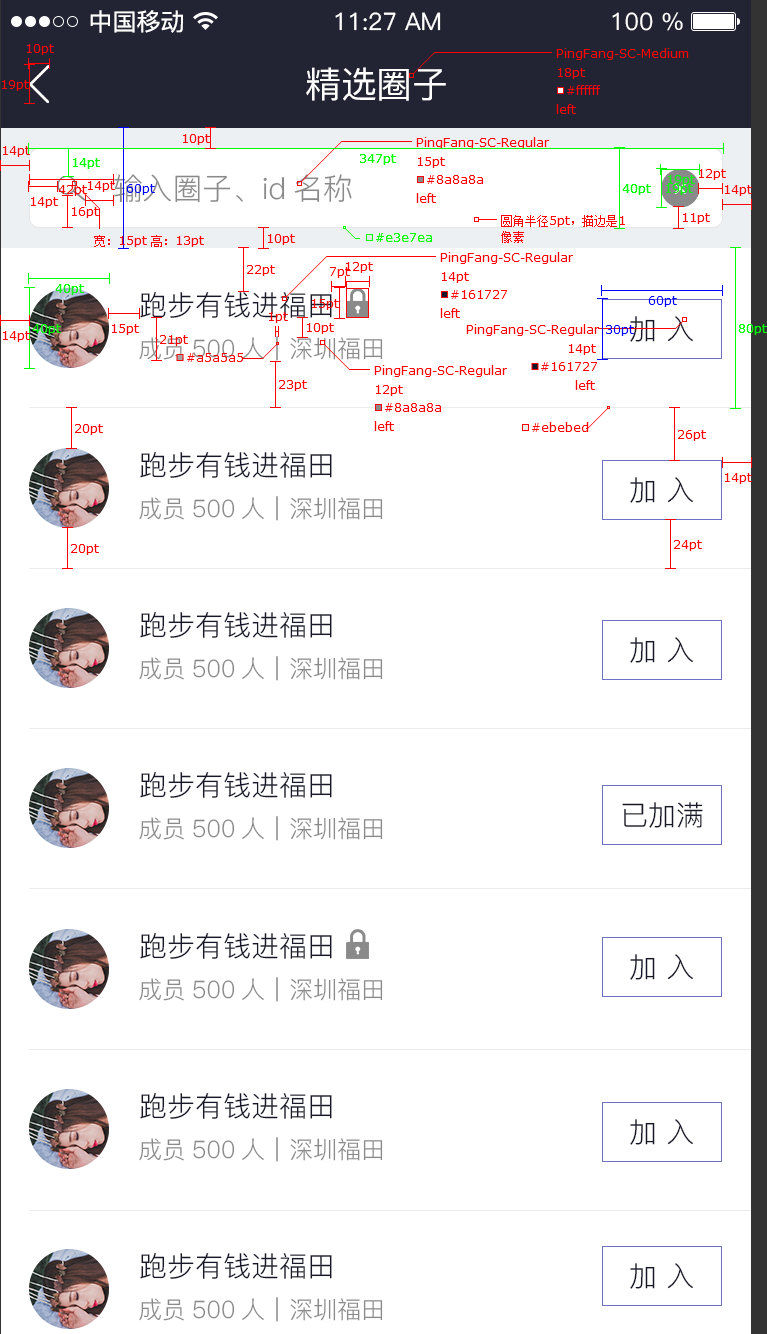 中国移动 11:27 AM 100 %
10pt
19pt
精选圈子
PingFang-SC-Medium
18pt
#ffffff
left
14pt
10pt
347pt
PingFang-SC-Regular
15pt
#8a8a8a
left
14pt
42pt
14pt
60pt
输入圈子、id 名称
40pt
12pt
14pt
14pt
16pt
11pt
圆角半径5pt，描边是1
像素
宽：15pt 高：13pt
10pt
#e3e7ea
22pt
PingFang-SC-Regular
14pt
#161727
left
7pt
12pt
15pt
40pt
40pt
14pt
15pt
跑步有钱进福田
1pt
10pt
21pt
#a5a5a5
成员 500 人｜深圳福田
23pt
PingFang-SC-Regular
12pt
#8a8a8a
left
60pt
30pt
80pt
加 入
PingFang-SC-Regular
14pt
#161727
left
#ebebed
20pt
26pt
14pt
跑步有钱进福田
成员 500 人｜深圳福田
加 入
20pt
24pt
跑步有钱进福田
成员 500 人｜深圳福田
加 入
跑步有钱进福田
成员 500 人｜深圳福田
已加满
跑步有钱进福田
成员 500 人｜深圳福田
加 入
跑步有钱进福田
成员 500 人｜深圳福田
加 入
跑步有钱进福田
成员 500 人｜深圳福田
加 入